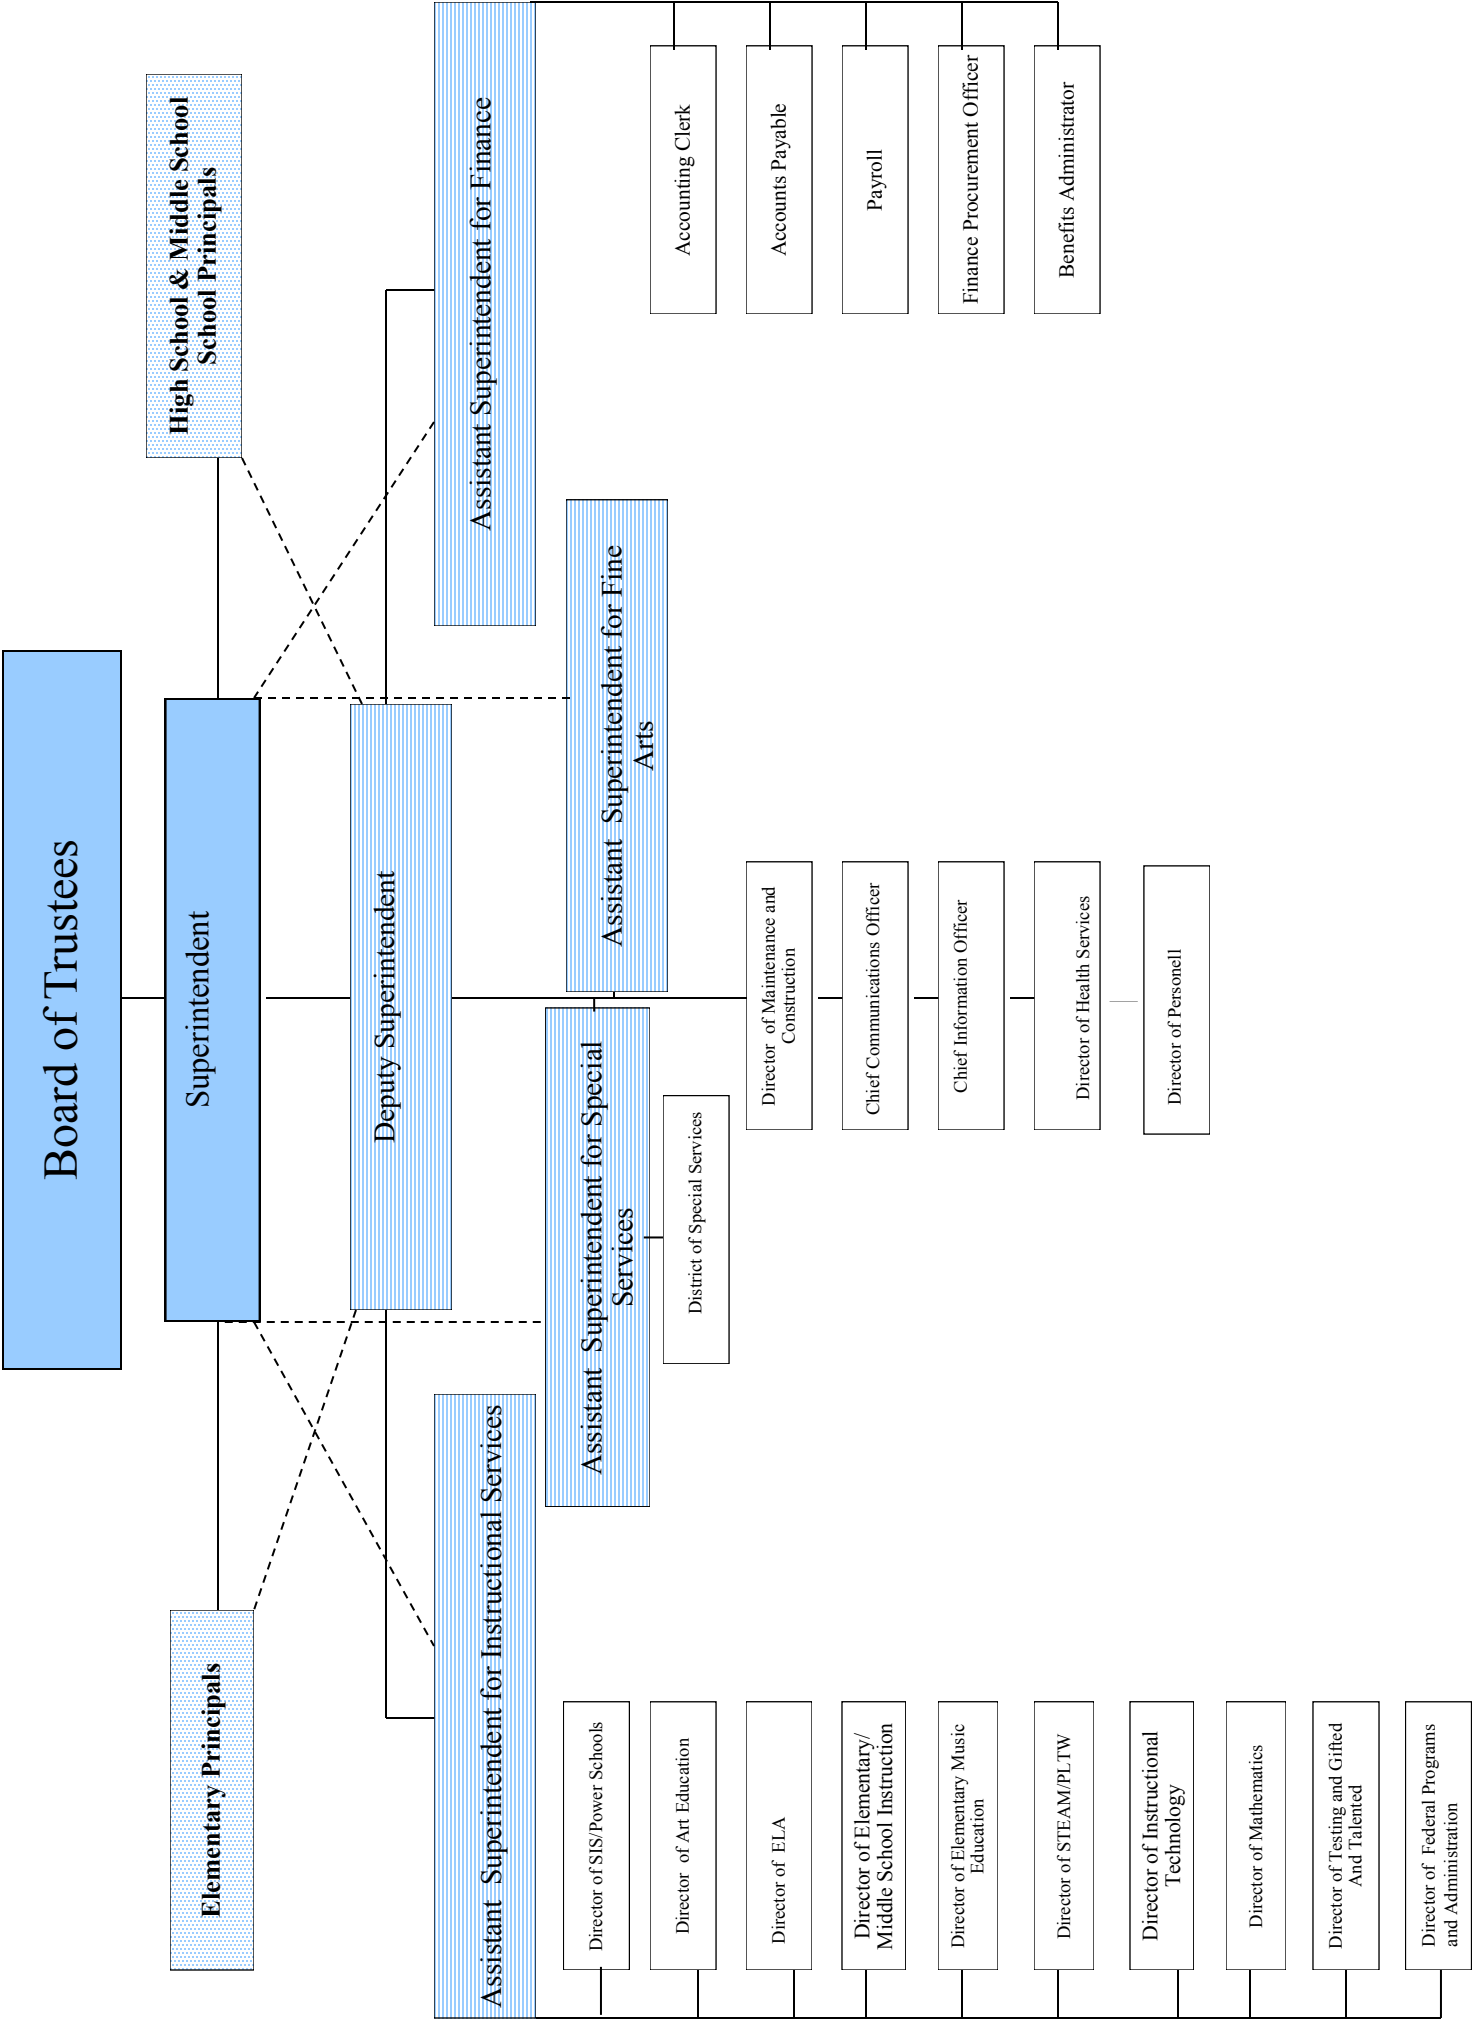 Board of Trustees
Superintendent
Elementary Principals
High School & Middle School
School Principals
Deputy Superintendent
Assistant  Superintendent for Instructional Services
Assistant Superintendent for Finance
Assistant  Superintendent for Special
Services
Assistant  Superintendent for Fine
Arts
District of Special Services
Director of SIS/Power Schools
Director  of Art Education
Director of  ELA
Director of Elementary/
Middle School Instruction
Director of Elementary Music
Education
Director of STEAM/PLTW
Director of Instructional
Technology
Director of Mathematics
Director of Testing and Gifted
And Talented
Director of  Federal Programs
and Administration
Director  of Maintenance and
Construction
Chief Communications Officer
Chief Information Officer
Director of Health Services
Director of Personell
Accounting Clerk
Accounts Payable
Payroll
Finance Procurement Officer
Benefits Administrator